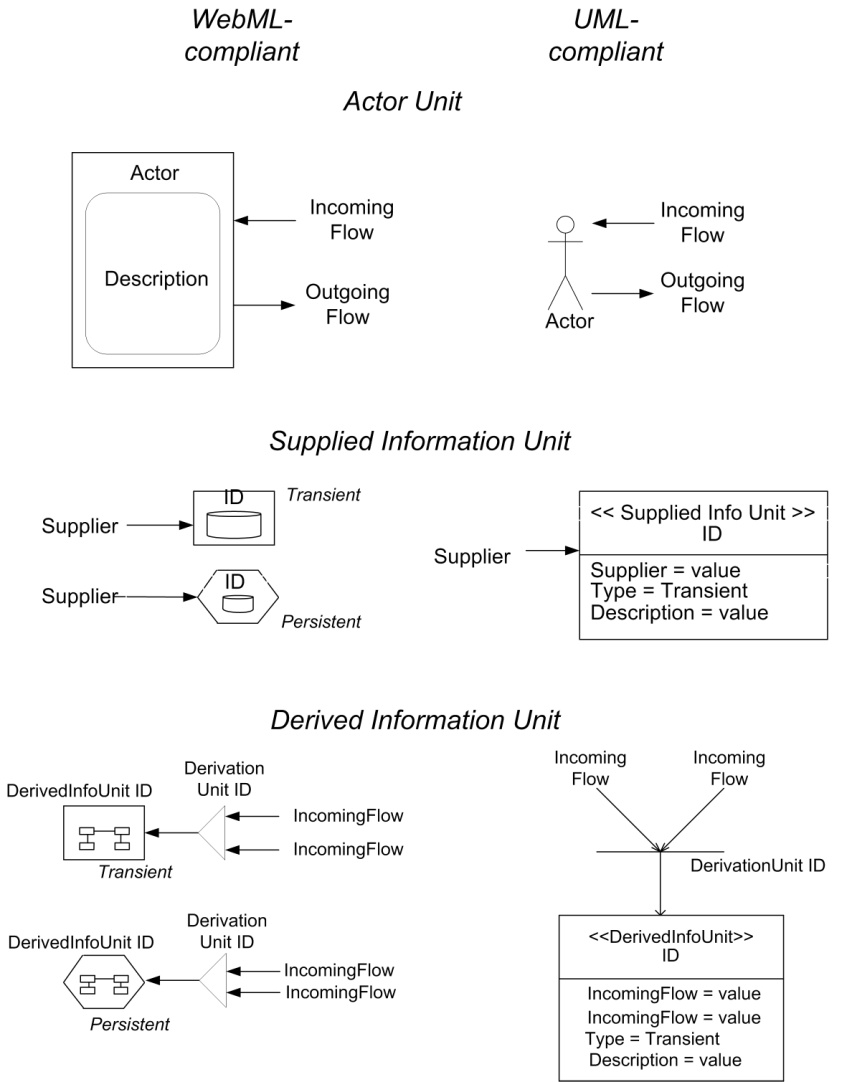 WebML-
compliant
UML-
compliant
Actor Unit
Actor
Description
Incoming
Flow
Outgoing
Flow
Incoming
Flow
Outgoing
Flow
Actor
Supplied Information Unit
ID
Transient
Supplier
ID
Supplier
Persistent
Supplier
<< Supplied Info Unit >>
ID
Supplier = value
Type = Transient
Description = value
Derived Information Unit
DerivedInfoUnit ID
Derivation
Unit ID
IncomingFlow
IncomingFlow
Transient
DerivedInfoUnit ID
Derivation
Unit ID
IncomingFlow
IncomingFlow
Persistent
Incoming
Flow
Incoming
Flow
DerivationUnit ID
<<DerivedInfoUnit>>
ID
IncomingFlow = value
IncomingFlow = value
Type = Transient
Description = value